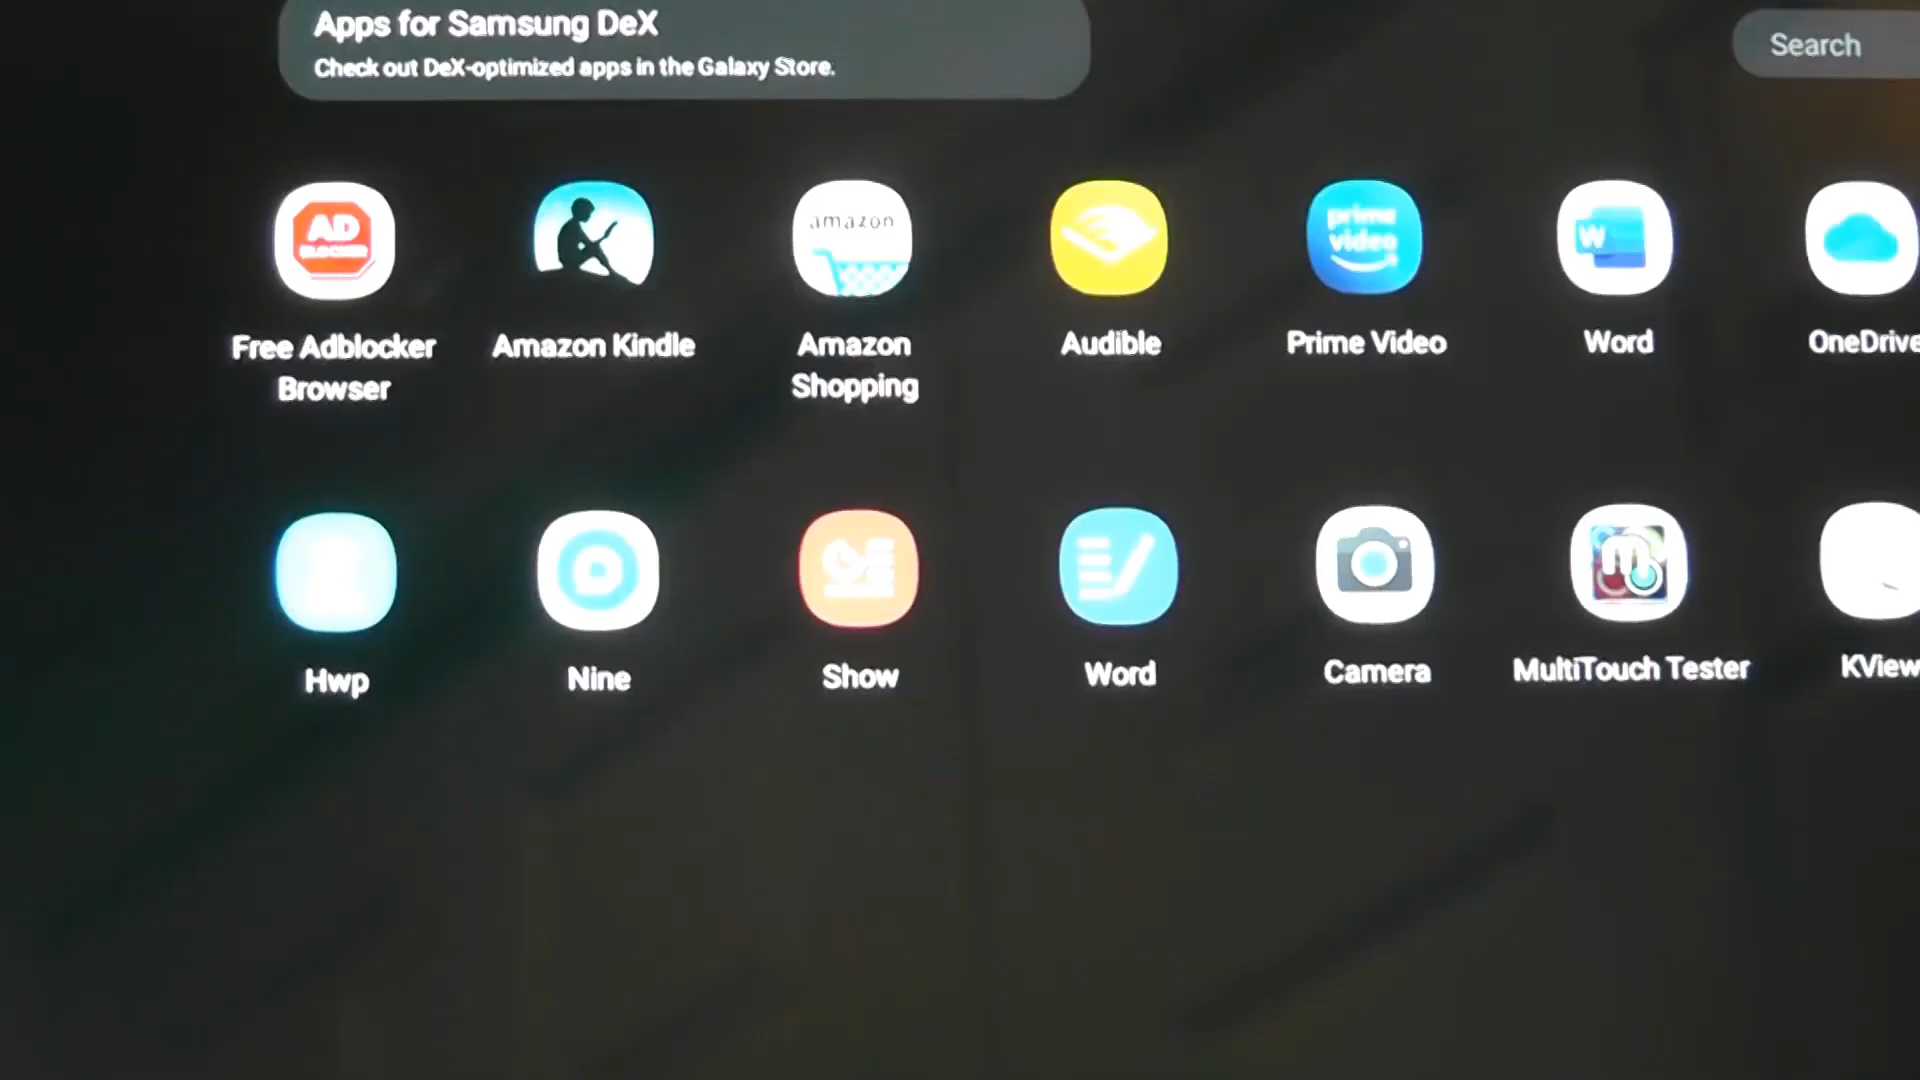 Apps for Samsung DeX
Check out DeX-optimized apps in the Galaxy Store.
Search
AD
BLOCKER
amazon
prime
video
W
Free Adblocker
Browser
Amazon Kindle
Amazon
Shopping
Audible
Prime Video
Word
OneDrive
m
Hwp
Nine
Show
Word
Camera
MultiTouch Tester
KView